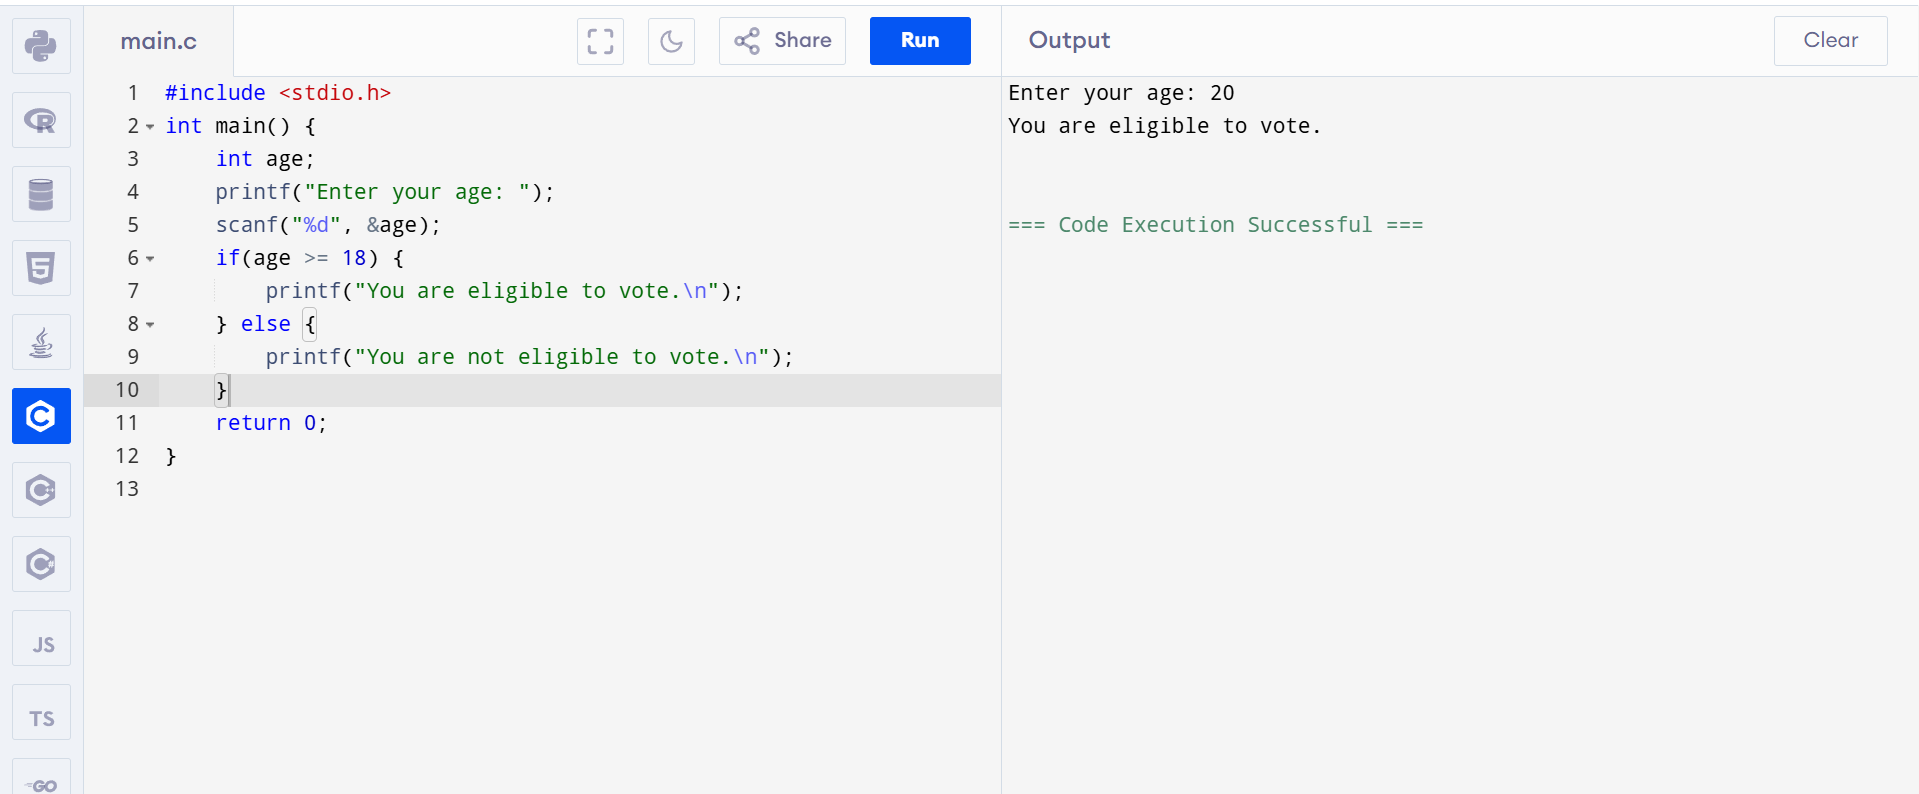 main.c
Share
Run
Output
Clear
1 #include <stdio.h>
2 int main() {
3     int age;
4     printf("Enter your age: ");
5     scanf("%d", &age);
6     if(age >= 18) {
7         printf("You are eligible to vote.\n");
8     } else {
9         printf("You are not eligible to vote.\n");
10     }
11     return 0;
12 }
13
Enter your age: 20
You are eligible to vote.
=== Code Execution Successful ===
R
5
C
C++
C#
JS
TS
GO